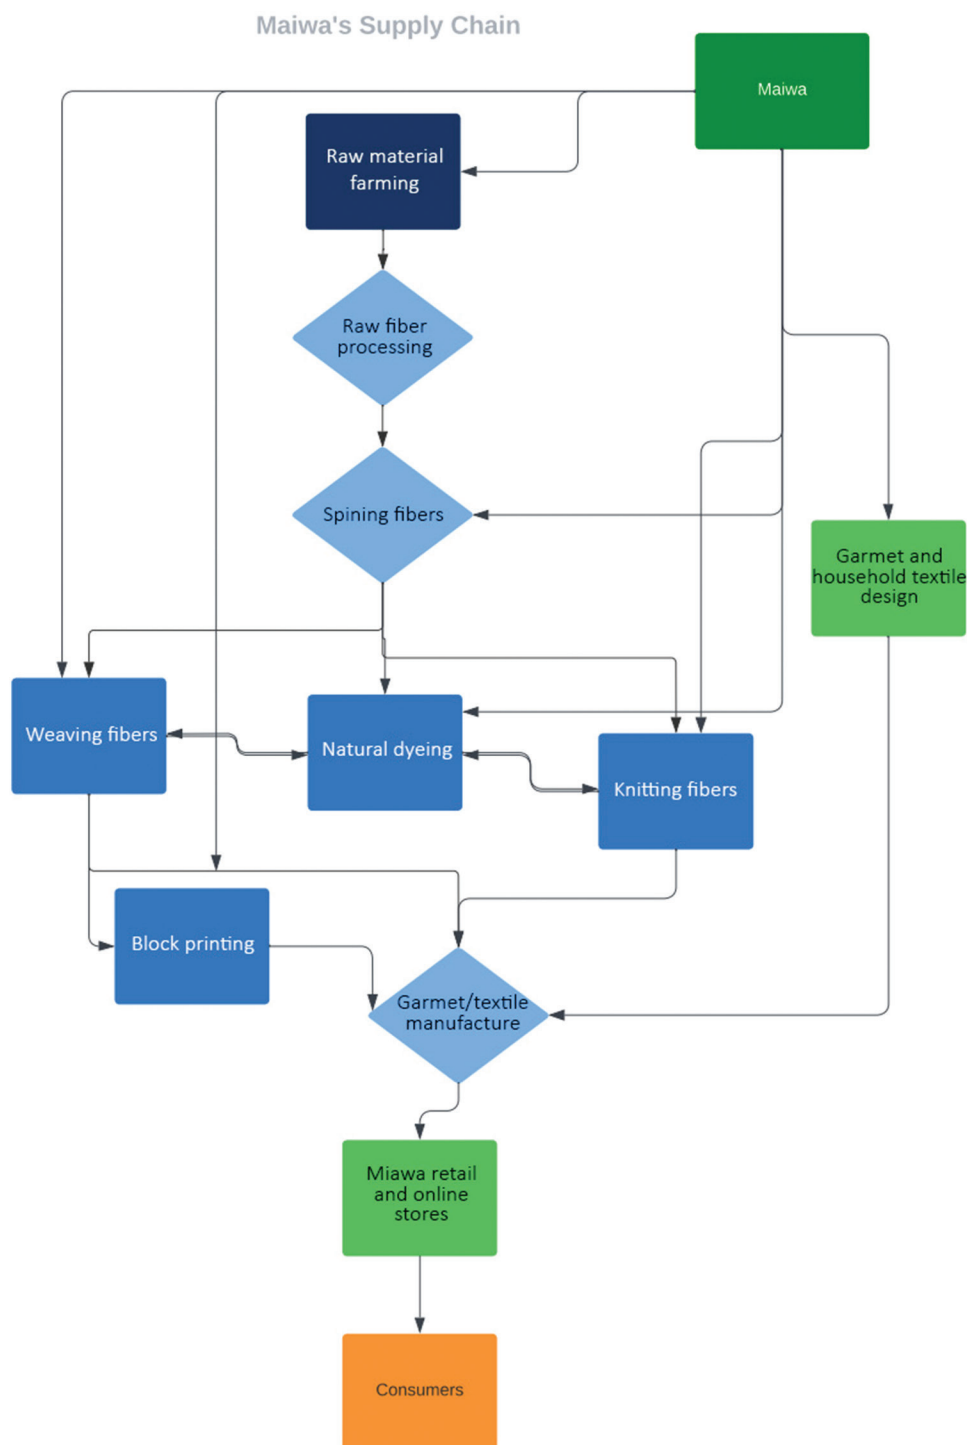 Maiwa's Supply Chain
Maiwa
Raw material
farming
Raw fiber
processing
Spining fibers
Garmet and
household textile
design
Weaving fibers
Natural dyeing
Knitting fibers
Block printing
Garmet/textile
manufacture
Miawa retail
and online
stores
Consumers